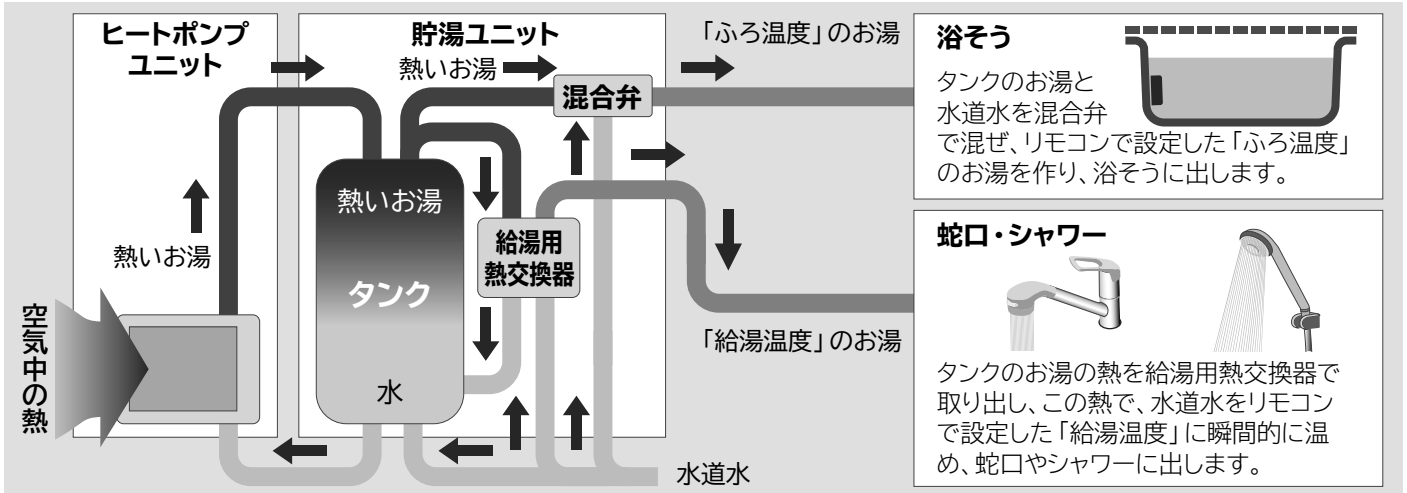 ヒートポンプ
ユニット
貯湯ユニット
熱いお湯
混合弁
「ふろ温度」のお湯
熱いお湯
熱いお湯
タンク
水
給湯用
熱交換器
空気中の熱
「給湯温度」のお湯
水道水
浴そう
タンクのお湯と
水道水を混合弁
で混ぜ、リモコンで設定した「ふろ温度」
のお湯を作り、浴そうに出します。
蛇口・シャワー
タンクのお湯の熱を給湯用熱交換器で
取り出し、この熱で、水道水をリモコン
で設定した「給湯温度」に瞬間的に温
め、蛇口やシャワーに出します。